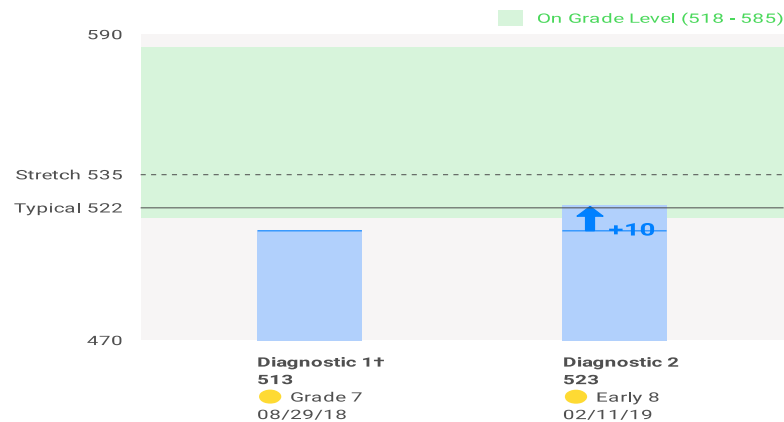 On Grade Level (518 - 585)
590
Stretch 535
Typical 522
+10
470
Diagnostic 1†
513
Grade 7
08/29/18
Diagnostic 2
523
Early 8
02/11/19